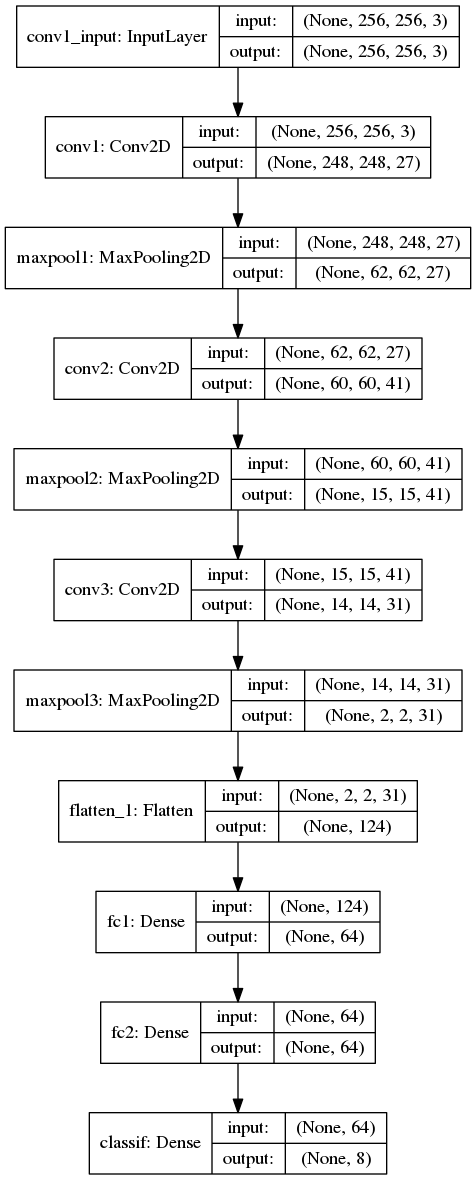 conv1_input: InputLayer
input: (None, 256, 256, 3)
output: (None, 256, 256, 3)
conv1: Conv2D
input: (None, 256, 256, 3)
output: (None, 248, 248, 27)
maxpool1: MaxPooling2D
input: (None, 248, 248, 27)
output: (None, 62, 62, 27)
conv2: Conv2D
input: (None, 62, 62, 27)
output: (None, 60, 60, 41)
maxpool2: MaxPooling2D
input: (None, 60, 60, 41)
output: (None, 15, 15, 41)
conv3: Conv2D
input: (None, 15, 15, 41)
output: (None, 14, 14, 31)
maxpool3: MaxPooling2D
input: (None, 14, 14, 31)
output: (None, 2, 2, 31)
flatten_1: Flatten
input: (None, 2, 2, 31)
output: (None, 124)
fc1: Dense
input: (None, 124)
output: (None, 64)
fc2: Dense
input: (None, 64)
output: (None, 64)
classif: Dense
input: (None, 64)
output: (None, 8)